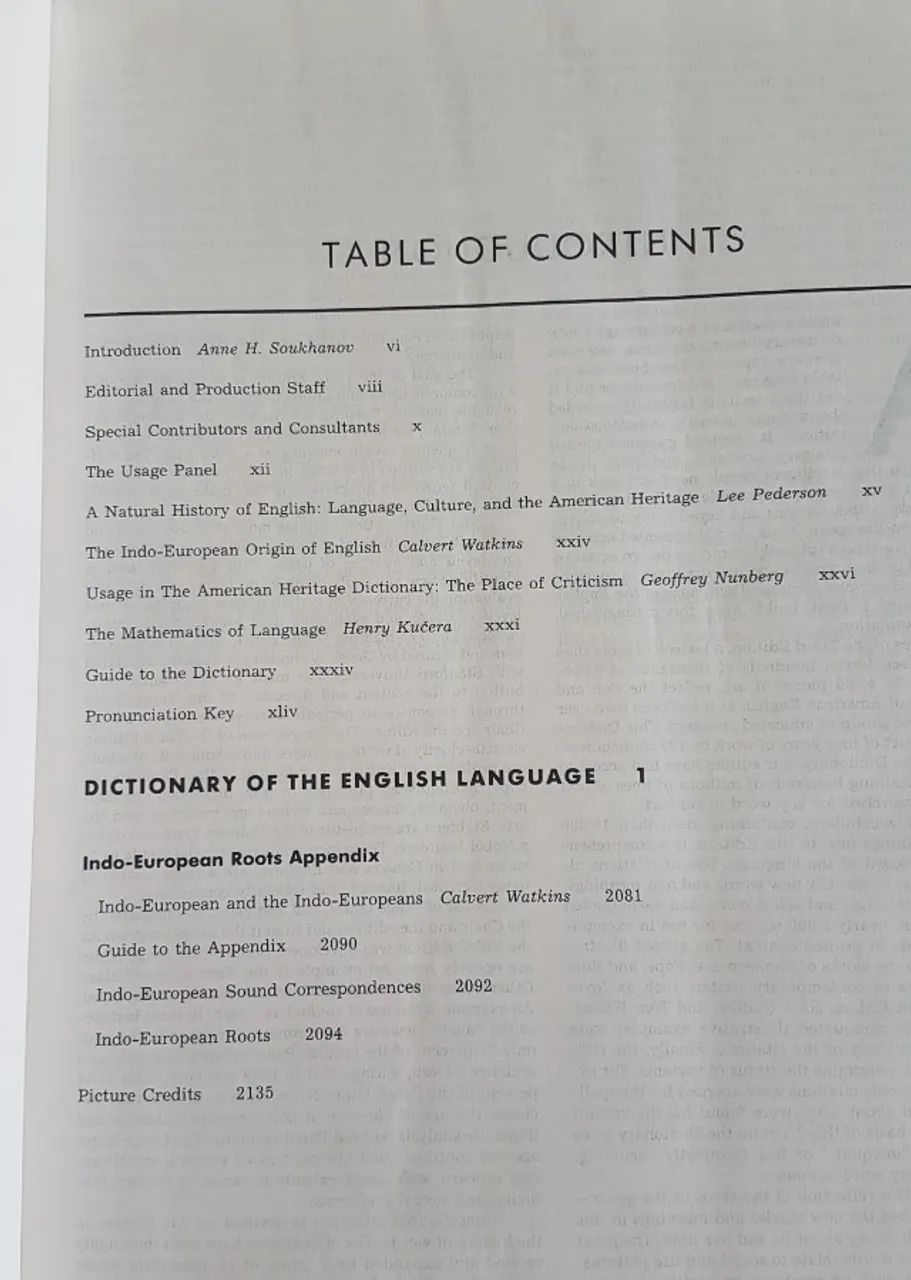 TABLE OF CONTENTS
Introduction Anne H. Soukhanov vi
Editorial and Production Staff viii
Special Contributors and Consultants x
The Usage Panel xii
A Natural History of English: Language, Culture, and the American Heritage Lee Pederson xv
The Indo-European Origin of English Calvert Watkins xxiv
Usage in The American Heritage Dictionary: The Place of Criticism Geoffrey Nunberg xxvi
The Mathematics of Language Henry Kučera xxxi
Guide to the Dictionary xxxiv
Pronunciation Key xliv
DICTIONARY OF THE ENGLISH LANGUAGE 1
Indo-European Roots Appendix
Indo-European and the Indo-Europeans Calvert Watkins 2081
Guide to the Appendix 2090
Indo-European Sound Correspondences 2092
Indo-European Roots 2094
Picture Credits 2135